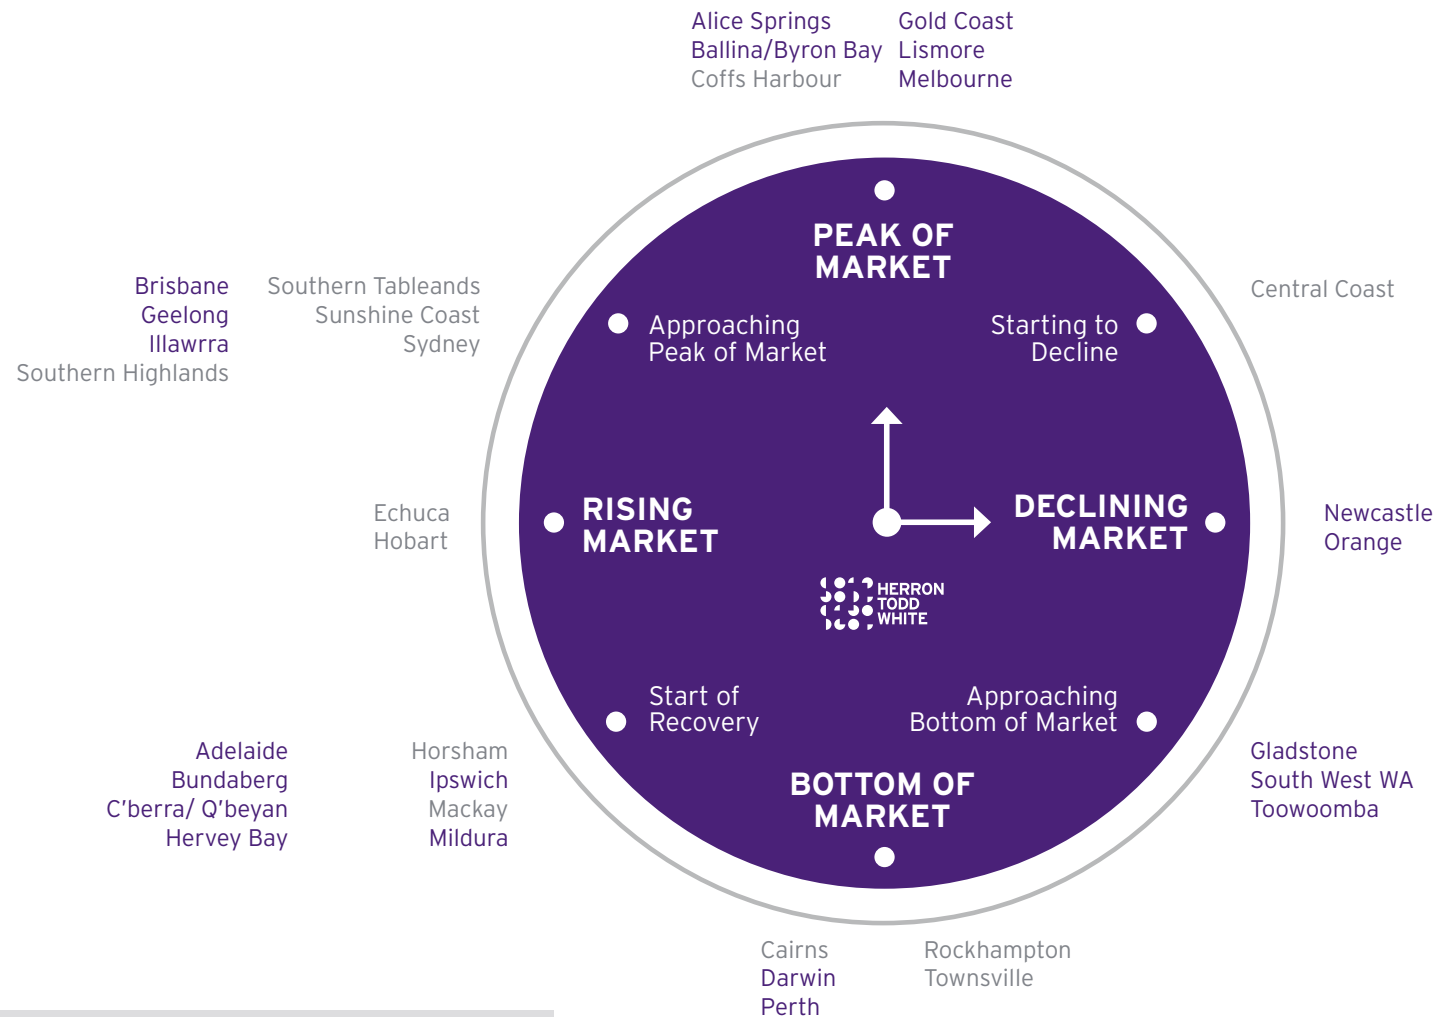 Alice Springs
Ballina/Byron Bay
Coffs Harbour
Gold Coast
Lismore
Melbourne
PEAK OF
MARKET
Brisbane
Geelong
Illawrra
Southern Highlands
Southern Tableands
Sunshine Coast
Sydney
Approaching
Peak of Market
Starting to
Decline
Central Coast
Echuca
Hobart
RISING
MARKET
DECLINING
MARKET
Newcastle
Orange
HERRON
TODD
WHITE
Start of
Recovery
Approaching
Bottom of Market
Adelaide
Bundaberg
C'berra/ Q'beyan
Hervey Bay
Horsham
Ipswich
Mackay
Mildura
BOTTOM OF
MARKET
Gladstone
South West WA
Toowoomba
Cairns
Darwin
Perth
Rockhampton
Townsville